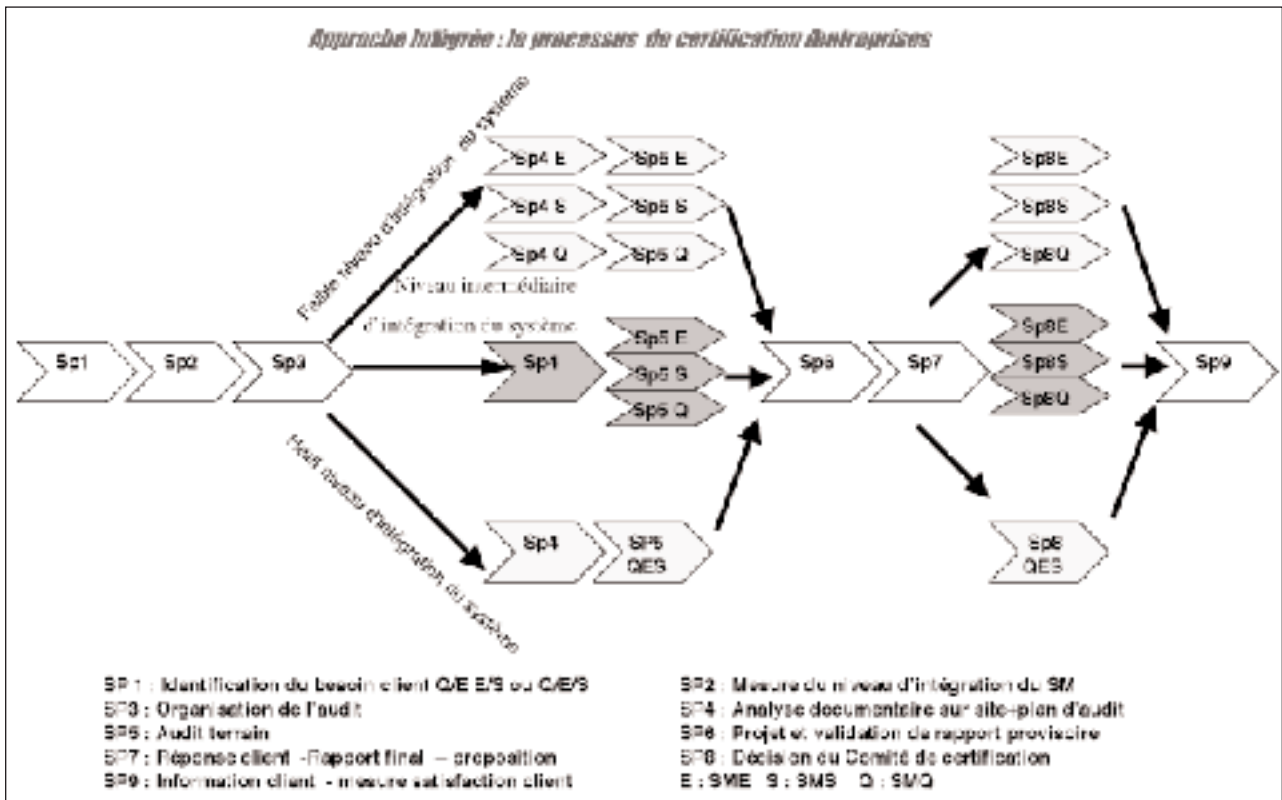 Approche Intégrée : le processus de certification d'entreprises
Faible niveau d'intégration du système
Sp4 E
Sp5 E
Sp4 S
Sp5 S
Sp4 Q
Sp5 Q
Niveau intermédiaire
d'intégration du système
Sp1
Sp2
Sp3
Sp4
Sp5 E
Sp5 S
Sp5 Q
Sp6
Sp7
Sp8E
Sp8S
Sp8Q
Sp8E
Sp8S
Sp8Q
Sp9
Haut niveau d'intégration du système
Sp4
SP5
QES
Sp8
QES
SP 1 : Identification du besoin client Q/E E/S ou Q/E/S
SP2 : Mesure du niveau d'intégration du SM
SP3 : Organisation de l'audit
SP4 : Analyse documentaire sur site+plan d'audit
SP5 : Audit terrain
SP6 : Projet et validation de rapport provisoire
SP7 : Réponse client -Rapport final – proposition
SP8 : Décision du Comité de certification
SP9 : Information client - mesure satisfaction client
E : SME S : SMS Q : SMQ